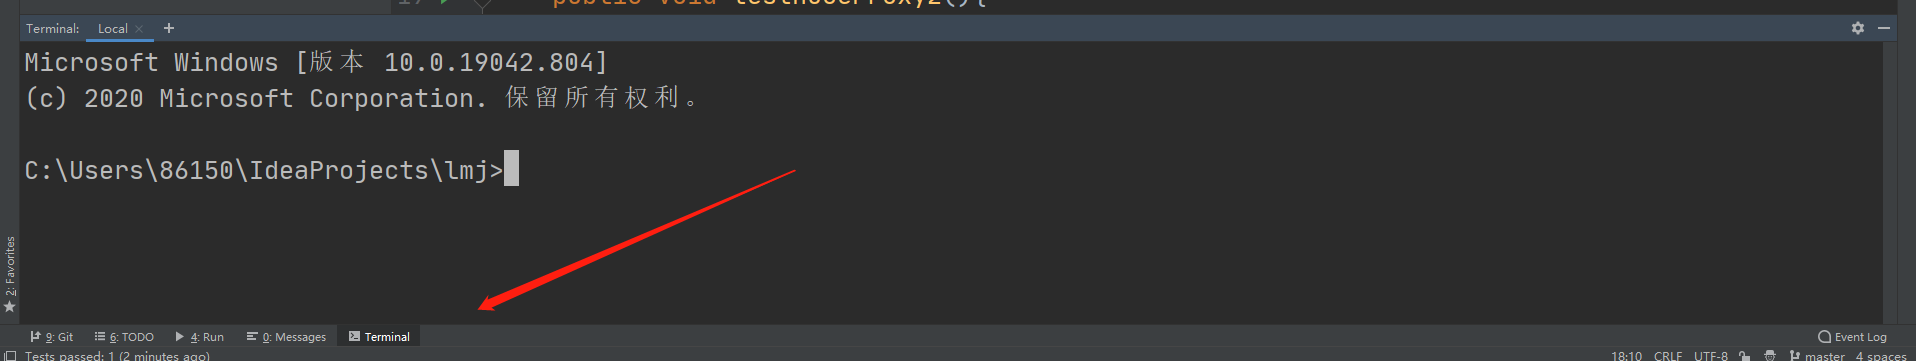 public void
Terminal: Local × +
Microsoft Windows [版本 10.0.19042.804]
(c) 2020 Microsoft Corporation. 保留所有权利。
C:\Users\86150\IdeaProjects\lmj>
2: Favorites
9: Git 6: TODO 4: Run 0: Messages Terminal Event Log
Tests passed: 1 (2 minutes ago) 18:10 CRLF UTF-8 master 4 spaces